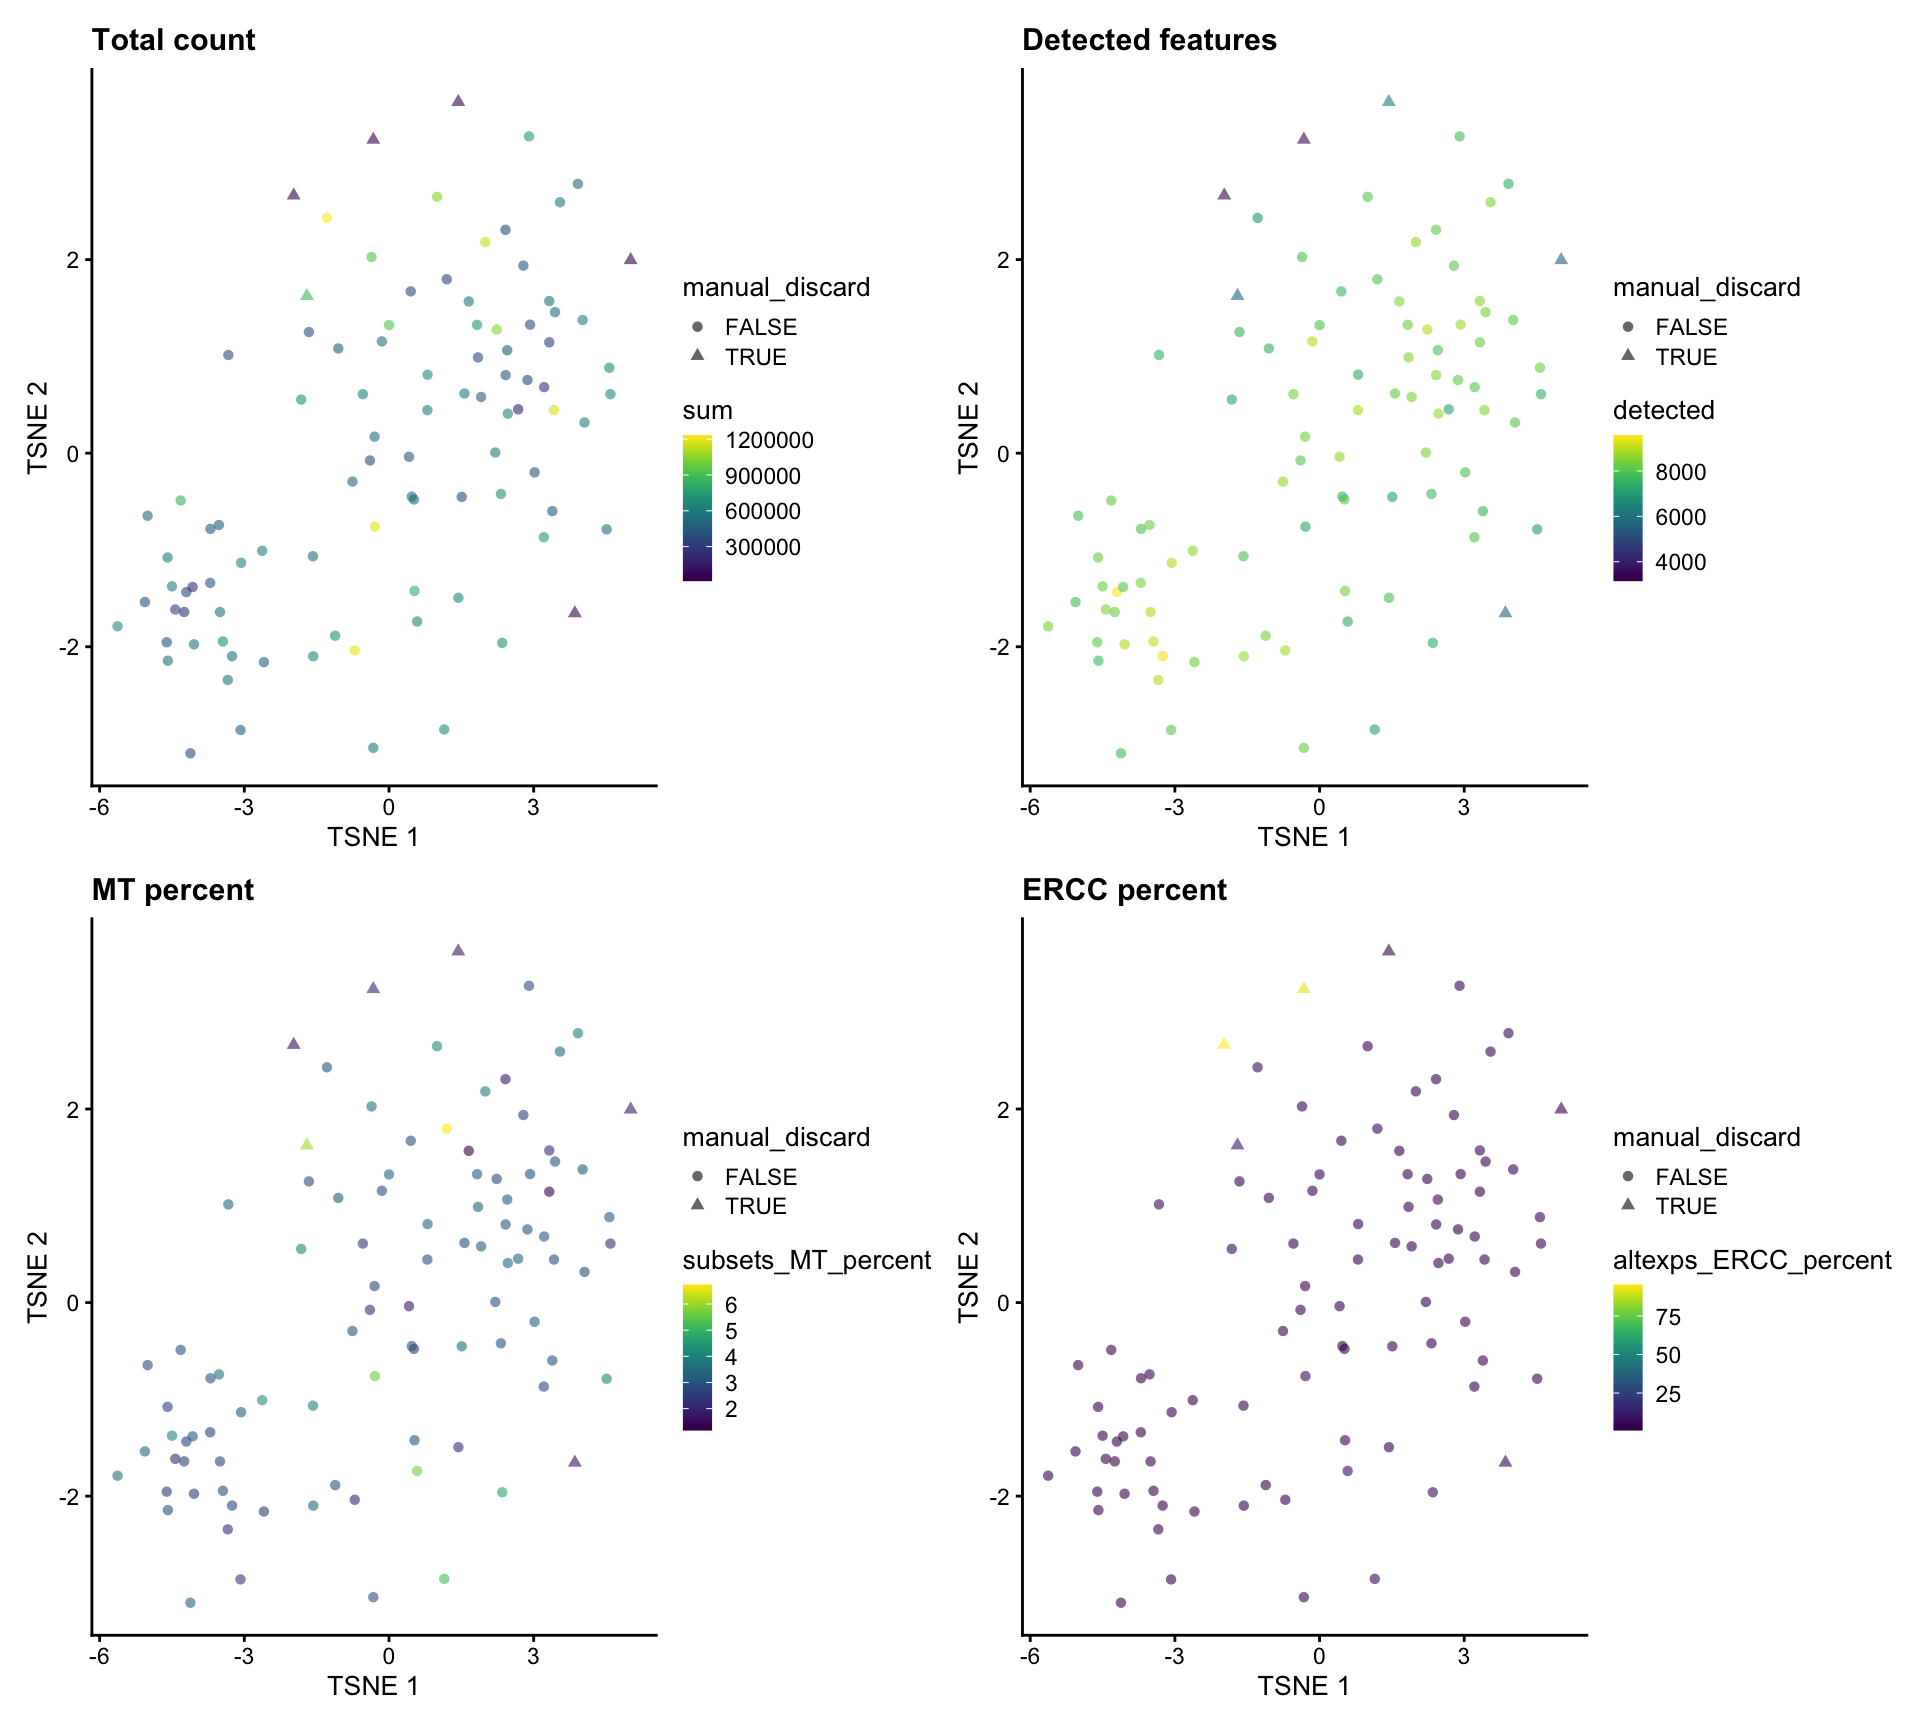 Total count
TSNE 2
2
0
-2
-6
-3
0
3
TSNE 1
manual_discard
FALSE
TRUE
sum
1200000
900000
600000
300000
Detected features
TSNE 2
2
0
-2
-6
-3
0
3
TSNE 1
manual_discard
FALSE
TRUE
detected
8000
6000
4000
MT percent
TSNE 2
2
0
-2
-6
-3
0
3
TSNE 1
manual_discard
FALSE
TRUE
subsets_MT_percent
6
5
4
3
2
ERCC percent
TSNE 2
2
0
-2
-6
-3
0
3
TSNE 1
manual_discard
FALSE
TRUE
altexps_ERCC_percent
75
50
25